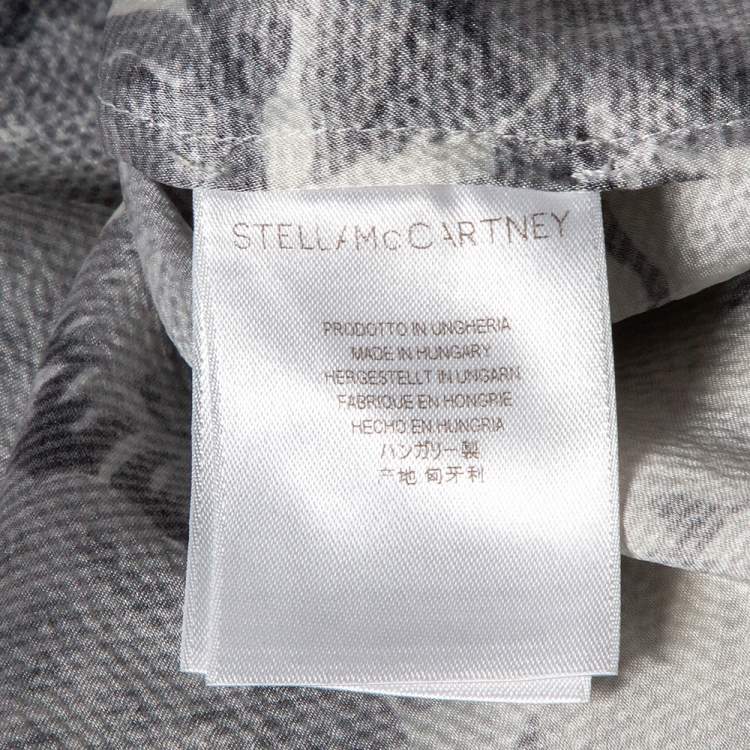 STELLA McCARTNEY
PRODOTTO IN UNGHERIA
MADE IN HUNGARY
HERGESTELLT IN UNGARN
FABRIQUE EN HONGRIE
HECHO EN HUNGRIA
ハンガリー製
产地 匈牙利